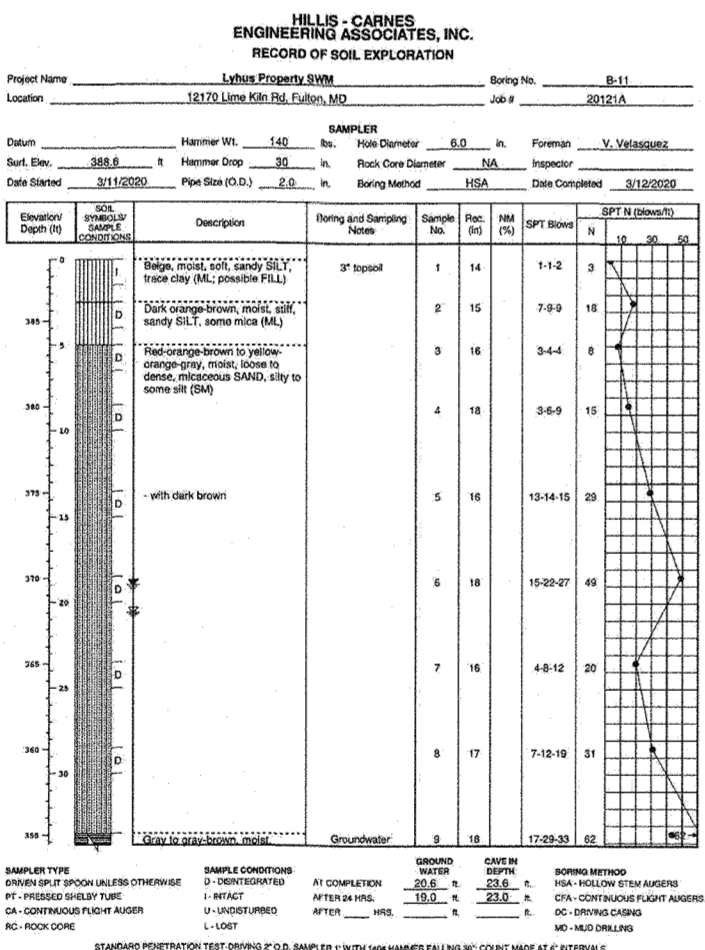 HILLIS - CARNES
ENGINEERING ASSOCIATES, INC.
RECORD OF SOIL EXPLORATION
Project Name Lyhus Property SWM Boring No. B-11
Location 12170 Lime Kiln Rd, Fulton, MD Job # 20121A
SAMPLER
Datum Hammer Wt. 140 lbs. Hole Diameter 6.0 in. Foreman V. Velasquez
Surf. Elev. 388.6 ft Hammer Drop 30 in. Rock Core Diameter NA Inspector
Date Started 3/11/2020 Pipe Size (O.D.) 2.0 in. Boring Method HSA Date Completed 3/12/2020
Elevation/ Depth (ft) SOIL SYMBOLS/ SAMPLE CONDITIONS Description Boring and Sampling Notes Sample No. Rec. (in) NM (%) SPT Blows SPT N (blows/ft)
N 10 30 50
0 I Beige, moist, soft, sandy SILT, 3" topsoil 1 14 1-1-2 3
trace clay (ML; possible FILL)
D Dark orange-brown, moist, stiff, 2 15 7-9-9 18
385 sandy SILT, some mica (ML)
5 D Red-orange-brown to yellow- 3 16 3-4-4 8
orange-gray, moist, loose to
dense, micaceous SAND, silty to
some silt (SM)
380 D 4 18 3-6-9 15
10
375 D - with dark brown 5 16 13-14-15 29
15
370 D 6 18 15-22-27 49
20
365 D 7 16 4-8-12 20
25
360 D 8 17 7-12-19 31
30
355 Gray to gray-brown, moist, Groundwater 9 18 17-29-33 62 62
SAMPLER TYPE
DRIVEN SPLIT SPOON UNLESS OTHERWISE
PT - PRESSED SHELBY TUBE
CA - CONTINUOUS FLIGHT AUGER
RC - ROCK CORE
SAMPLE CONDITIONS
D - DISINTEGRATED
I - INTACT
U - UNDISTURBED
L - LOST
GROUND WATER CAVE IN DEPTH
AT COMPLETION 20.6 ft. 23.6 ft.
AFTER 24 HRS. 19.0 ft. 23.0 ft.
AFTER HRS. ft. ft.
BORING METHOD
HSA - HOLLOW STEM AUGERS
CFA - CONTINUOUS FLIGHT AUGERS
DC - DRIVING CASING
MD - MUD DRILLING
STANDARD PENETRATION TEST-DRIVING 2" O.D. SAMPLER 1' WITH 140# HAMMER FALLING 30": COUNT MADE AT 6" INTERVALS